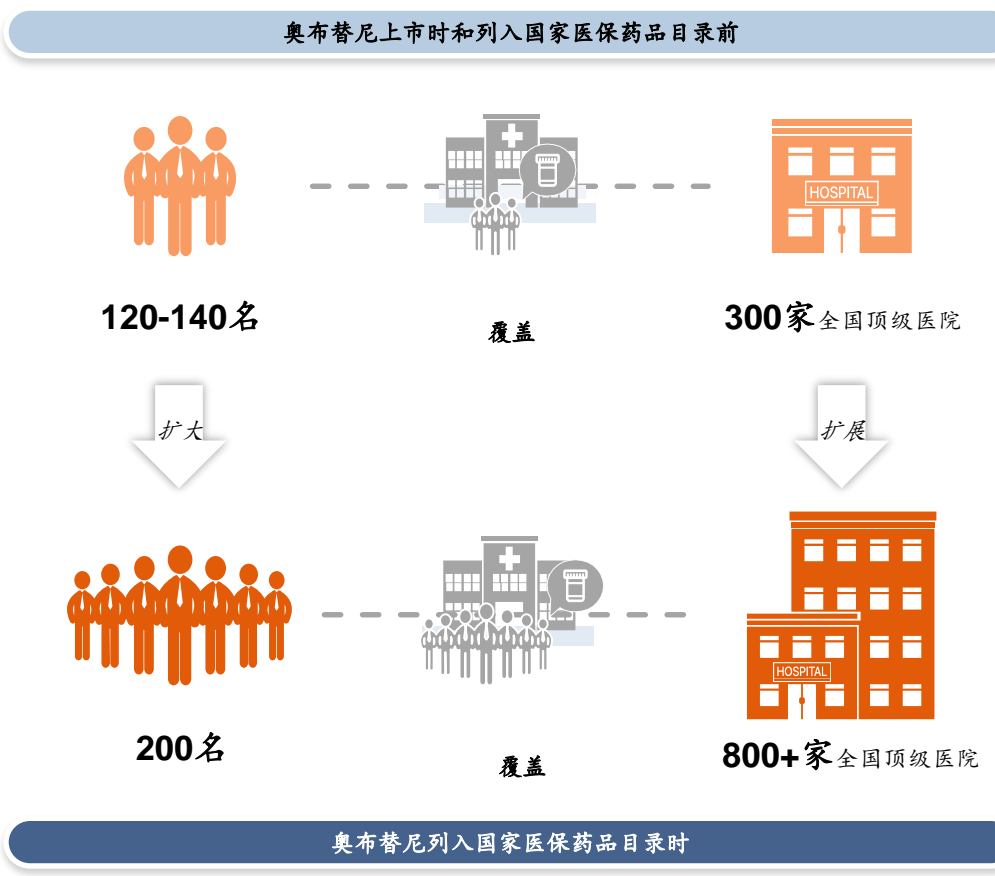 奥布替尼上市时和列入国家医保药品目录前
HOSPITAL
120-140名
覆盖
300家全国顶级医院
扩大
扩展
HOSPITAL
200名
覆盖
800+家全国顶级医院
奥布替尼列入国家医保药品目录时